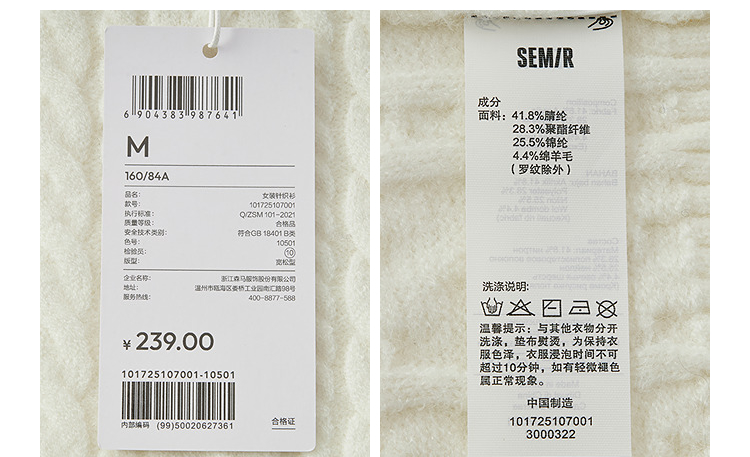 6 904383 987641
M
160/84A
品名: 女装针织衫
款号: 101725107001
执行标准: Q/ZSM 101-2021
质量等级: 合格品
安全技术类别: 符合GB 18401 B类
色号: 10501
检验员: 10
版型: 宽松型
企业名称: 浙江森马服饰股份有限公司
地址: 温州市瓯海区娄桥工业园南汇路98号
服务热线: 400-8877-588
¥ 239.00
101725107001-10501
内部编码 (99)50020627361
合格证
SEMIR
成分
面料: 41.8%腈纶
28.3%聚酯纤维
25.5%锦纶
4.4%绵羊毛
(罗纹除外)
洗涤说明:
温馨提示: 与其他衣物分开
洗涤, 垫布熨烫, 为保持衣
服色泽, 衣服浸泡时间不可
超过10分钟, 如有轻微褪色
属正常现象。
中国制造
101725107001
3000322